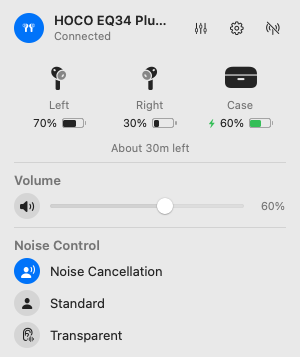 HOCO EQ34 Plu...
Connected
Left
Right
Case
70%
30%
60%
About 30m left
Volume
60%
Noise Control
Noise Cancellation
Standard
Transparent